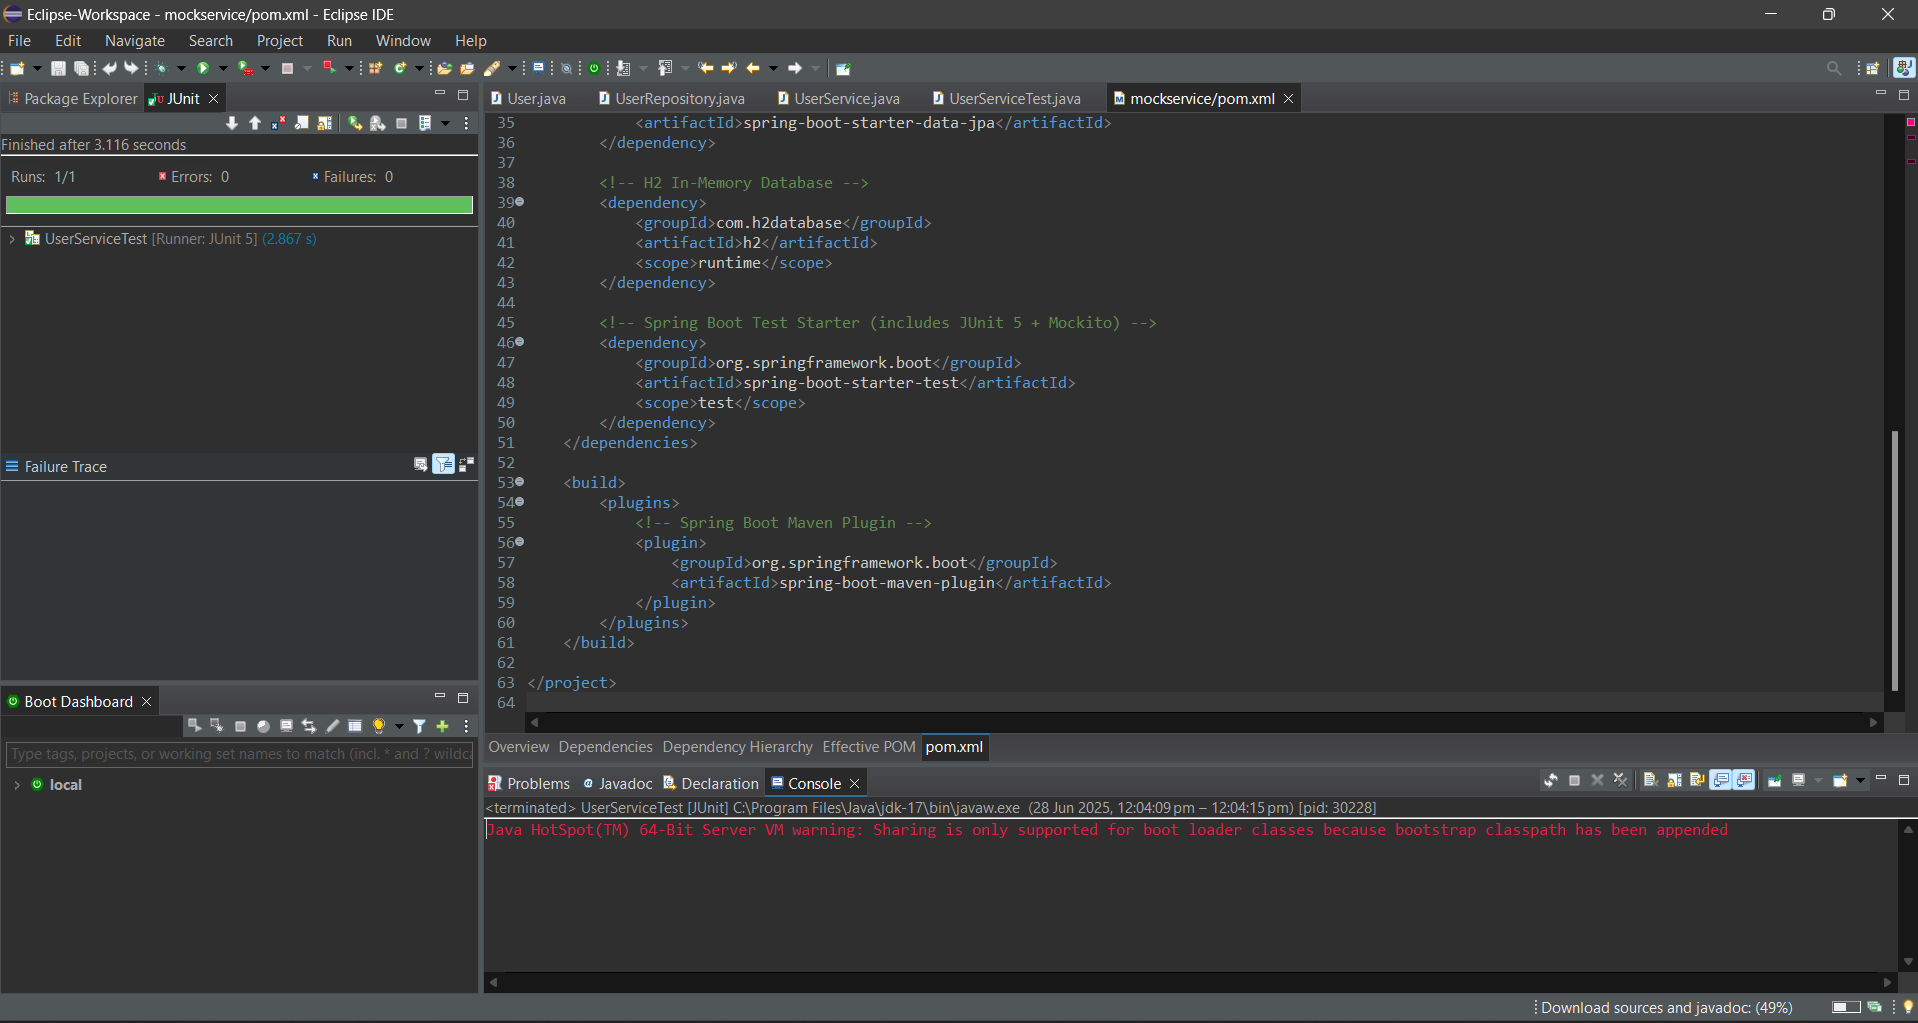 Eclipse-Workspace - mockservice/pom.xml - Eclipse IDE
File Edit Navigate Search Project Run Window Help
Package Explorer JUnit
Finished after 3.116 seconds
Runs: 1/1 Errors: 0 Failures: 0
UserServiceTest [Runner: JUnit 5] (2.867 s)
Failure Trace
Boot Dashboard
Type tags, projects, or working set names to match (incl. * and ? wildca
local
User.java UserRepository.java UserService.java UserServiceTest.java mockservice/pom.xml
35 <artifactId>spring-boot-starter-data-jpa</artifactId>
36 </dependency>
37
38 <!-- H2 In-Memory Database -->
39 <dependency>
40 <groupId>com.h2database</groupId>
41 <artifactId>h2</artifactId>
42 <scope>runtime</scope>
43 </dependency>
44
45 <!-- Spring Boot Test Starter (includes JUnit 5 + Mockito) -->
46 <dependency>
47 <groupId>org.springframework.boot</groupId>
48 <artifactId>spring-boot-starter-test</artifactId>
49 <scope>test</scope>
50 </dependency>
51 </dependencies>
52
53 <build>
54 <plugins>
55 <!-- Spring Boot Maven Plugin -->
56 <plugin>
57 <groupId>org.springframework.boot</groupId>
58 <artifactId>spring-boot-maven-plugin</artifactId>
59 </plugin>
60 </plugins>
61 </build>
62
63 </project>
64
Overview Dependencies Dependency Hierarchy Effective POM pom.xml
Problems Javadoc Declaration Console
<terminated> UserServiceTest [JUnit] C:\Program Files\Java\jdk-17\bin\javaw.exe (28 Jun 2025, 12:04:09 pm – 12:04:15 pm) [pid: 30228]
Java HotSpot(TM) 64-Bit Server VM warning: Sharing is only supported for boot loader classes because bootstrap classpath has been appended
Download sources and javadoc: (49%)